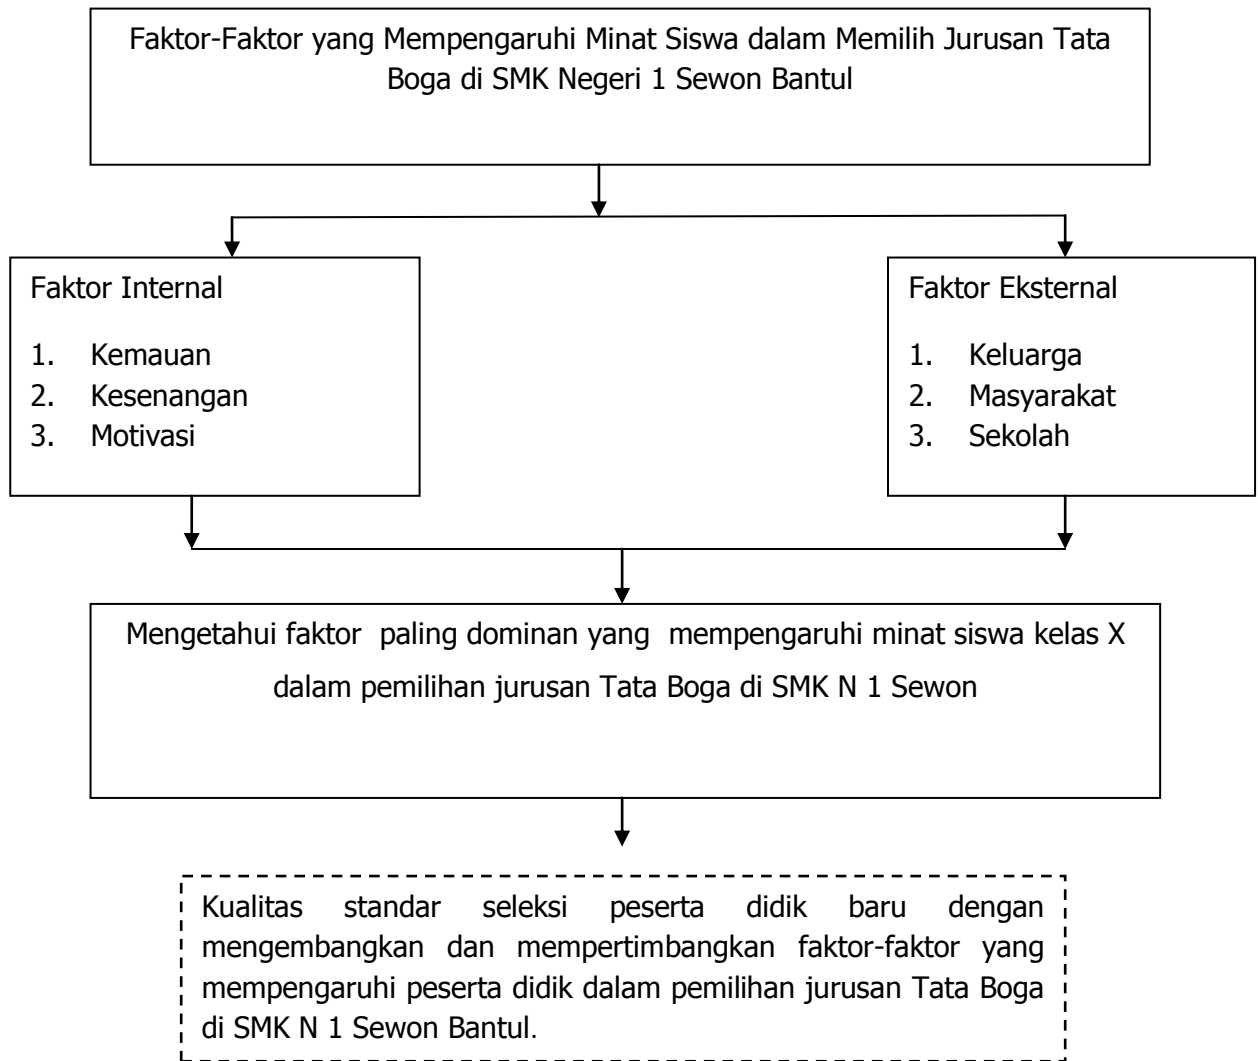 Faktor-Faktor yang Mempengaruhi Minat Siswa dalam Memilih Jurusan Tata
Boga di SMK Negeri 1 Sewon Bantul
Faktor Internal
1. Kemauan
2. Kesenangan
3. Motivasi
Faktor Eksternal
1. Keluarga
2. Masyarakat
3. Sekolah
Mengetahui faktor paling dominan yang mempengaruhi minat siswa kelas X
dalam pemilihan jurusan Tata Boga di SMK N 1 Sewon
Kualitas standar seleksi peserta didik baru dengan
mengembangkan dan mempertimbangkan faktor-faktor yang
mempengaruhi peserta didik dalam pemilihan jurusan Tata Boga
di SMK N 1 Sewon Bantul.